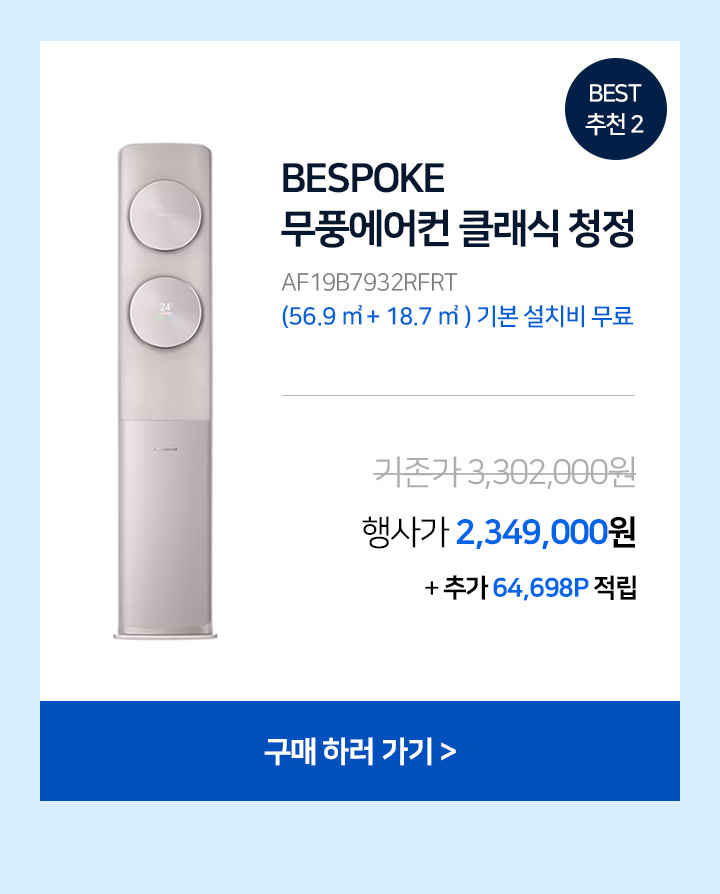 BEST
추천 2
BESPOKE
무풍에어컨 클래식 청정
AF19B7932RFRT
(56.9 ㎡ + 18.7 ㎡ ) 기본 설치비 무료
24°
기존가 3,302,000원
행사가 2,349,000원
+ 추가 64,698P 적립
구매 하러 가기 >